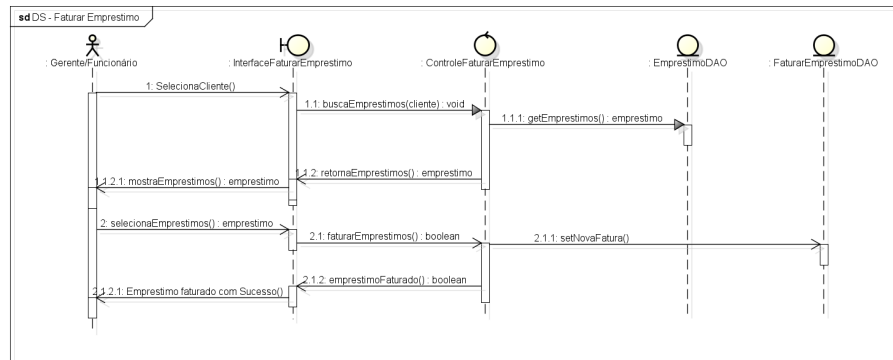 sd DS - Faturar Emprestimo
: Gerente/Funcionário
: InterfaceFaturarEmprestimo
: ControleFaturarEmprestimo
: EmprestimoDAO
: FaturarEmprestimoDAO
1: SelecionaCliente()
1.1: buscaEmprestimos(cliente) : void
1.1.1: getEmprestimos() : emprestimo
1.1.2: retornaEmprestimos() : emprestimo
1.1.2.1: mostraEmprestimos() : emprestimo
2: selecionaEmprestimos() : emprestimo
2.1: faturarEmprestimos() : boolean
2.1.1: setNovaFatura()
2.1.2: emprestimoFaturado() : boolean
2.1.2.1: Emprestimo faturado com Sucesso()